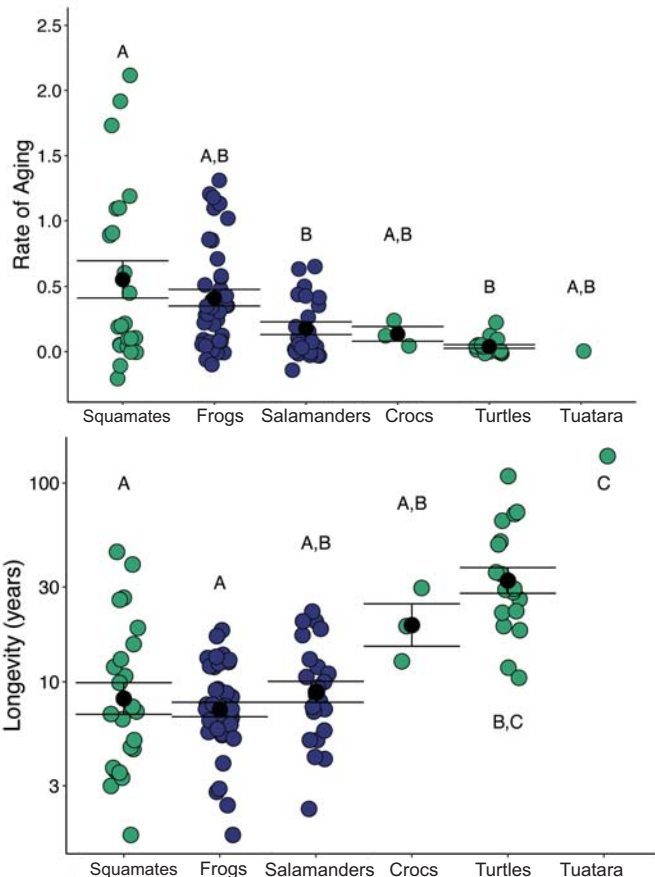 2.5
A
2.0
1.5
A,B
Rate of Aging
1.0
B
A,B
B
A,B
0.5
0.0
Squamates Frogs Salamanders Crocs Turtles Tuatara
100
A
C
A,B
A,B
A
30
Longevity (years)
10
B,C
3
Squamates Frogs Salamanders Crocs Turtles Tuatara